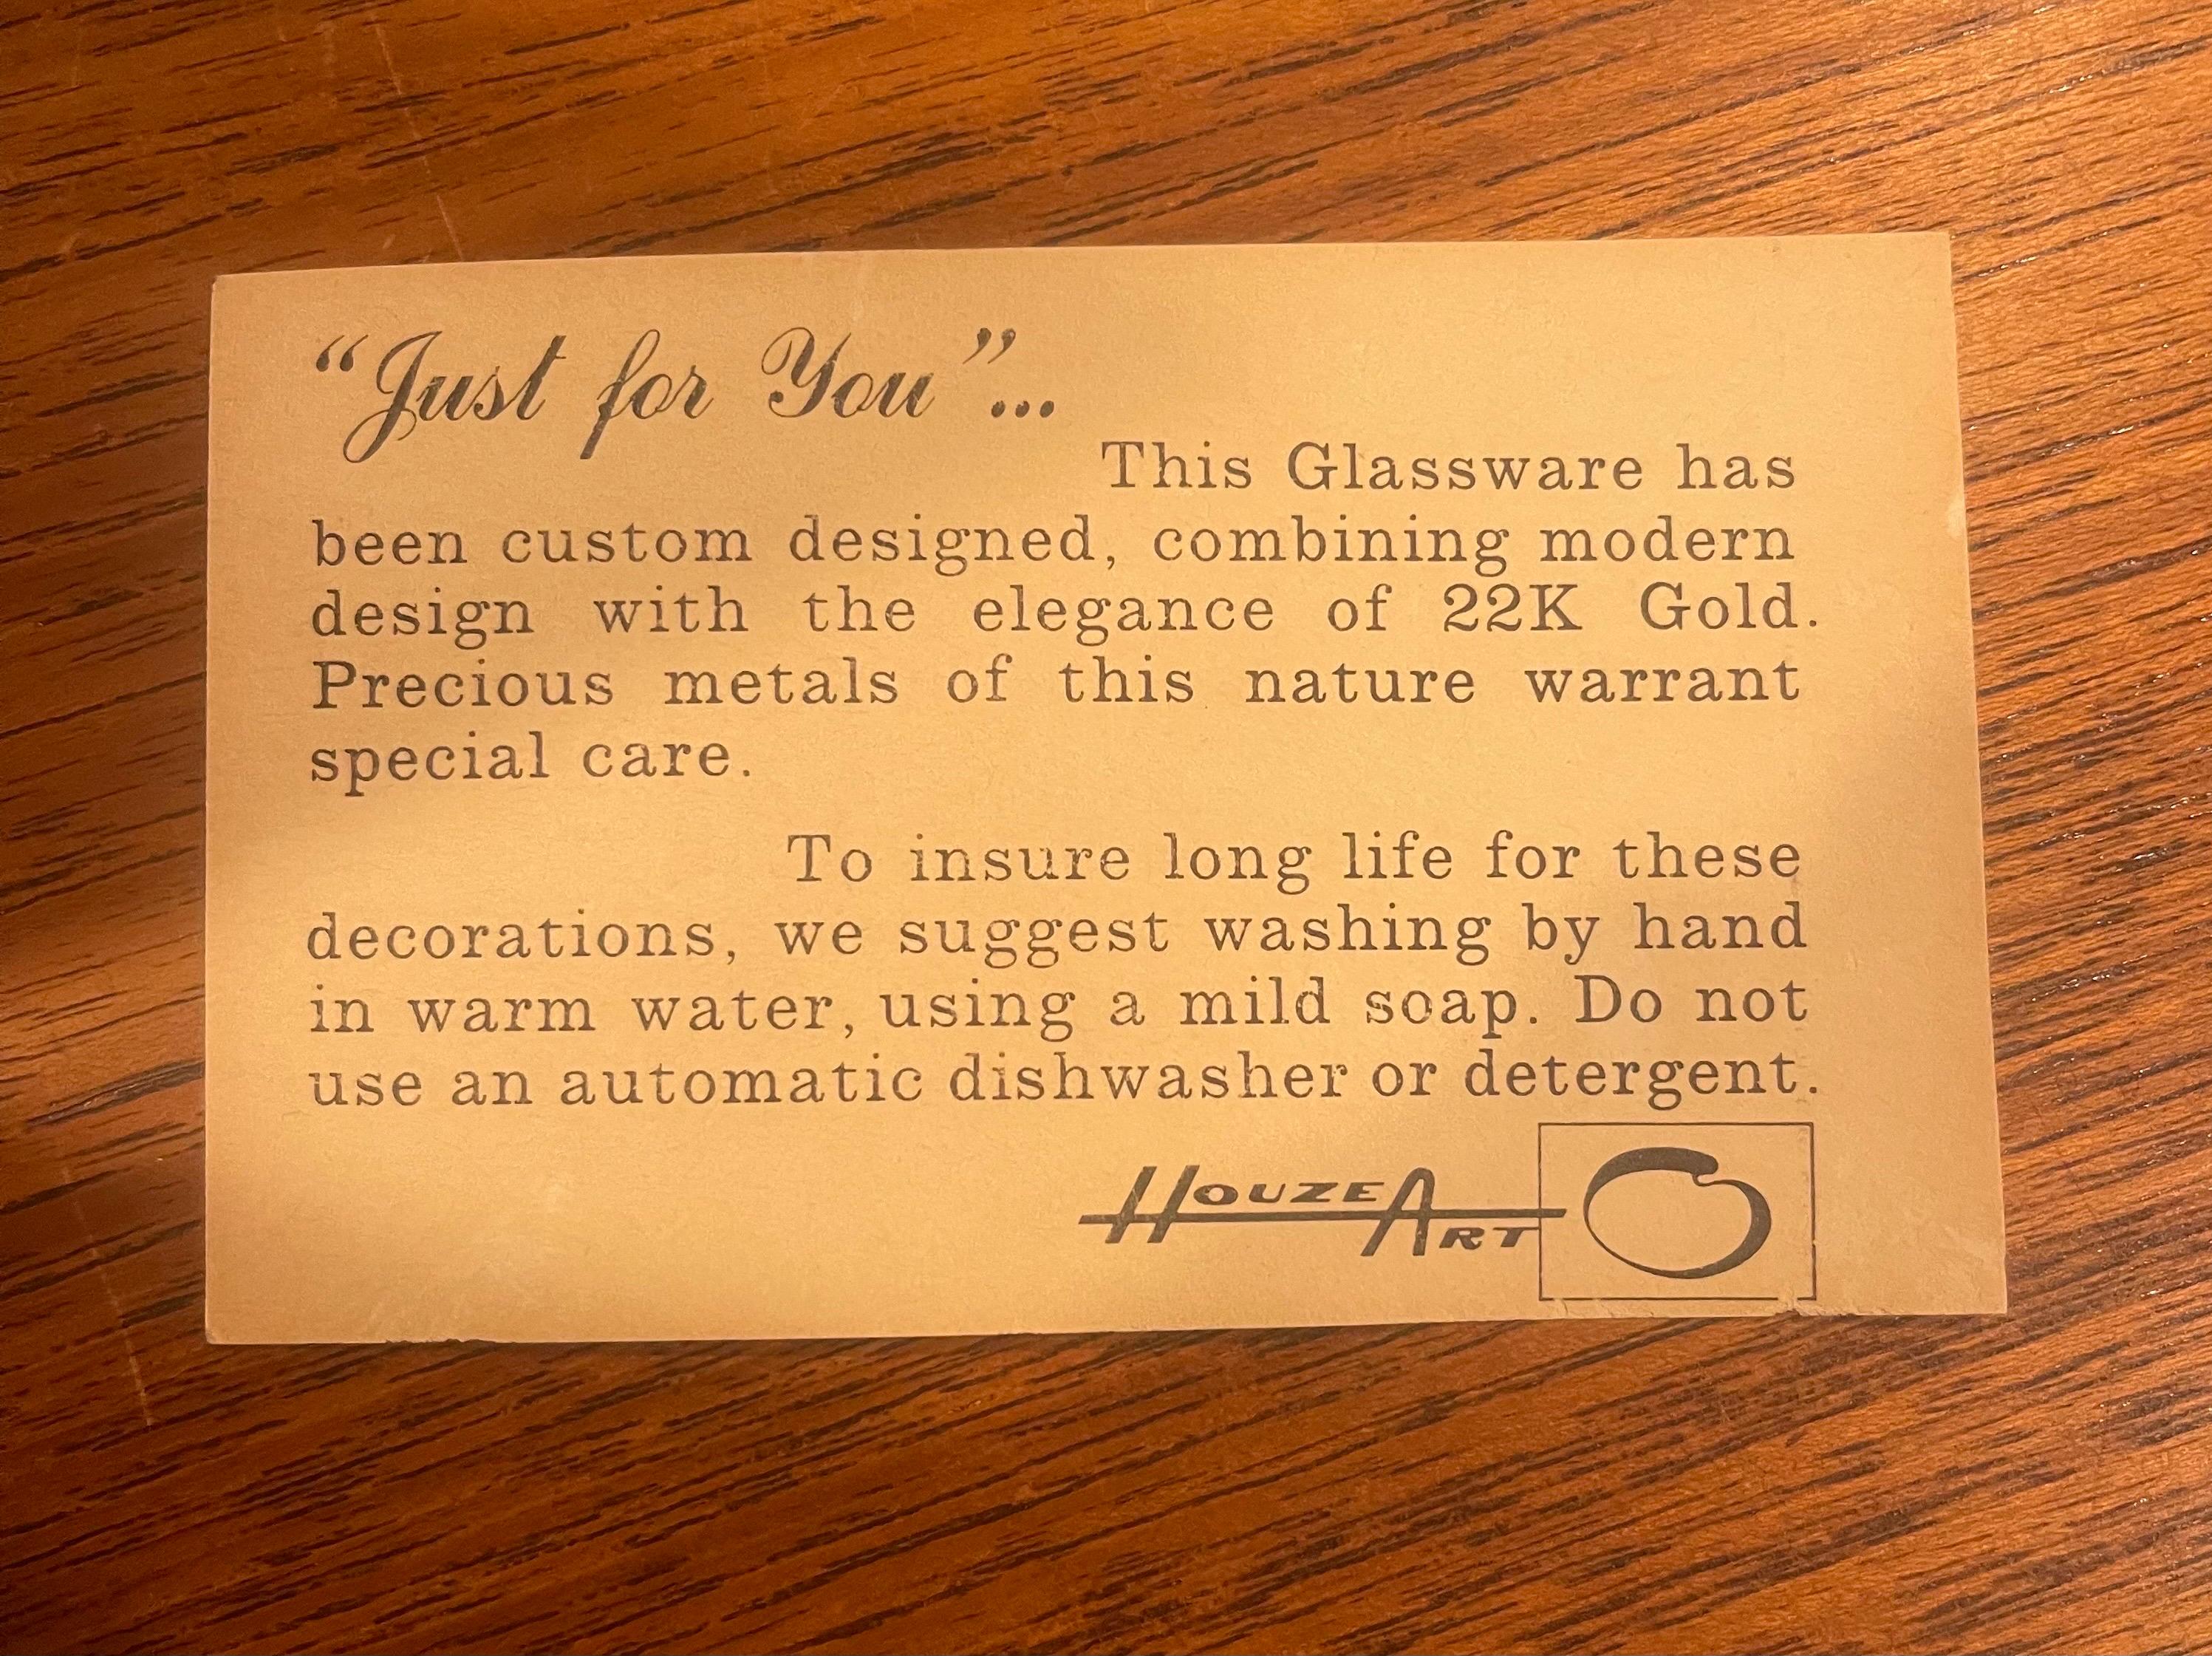 “Just for You”...
This Glassware has
been custom designed, combining modern
design with the elegance of 22K Gold.
Precious metals of this nature warrant
special care.
To insure long life for these
decorations, we suggest washing by hand
in warm water, using a mild soap. Do not
use an automatic dishwasher or detergent.
HOUZE
ART